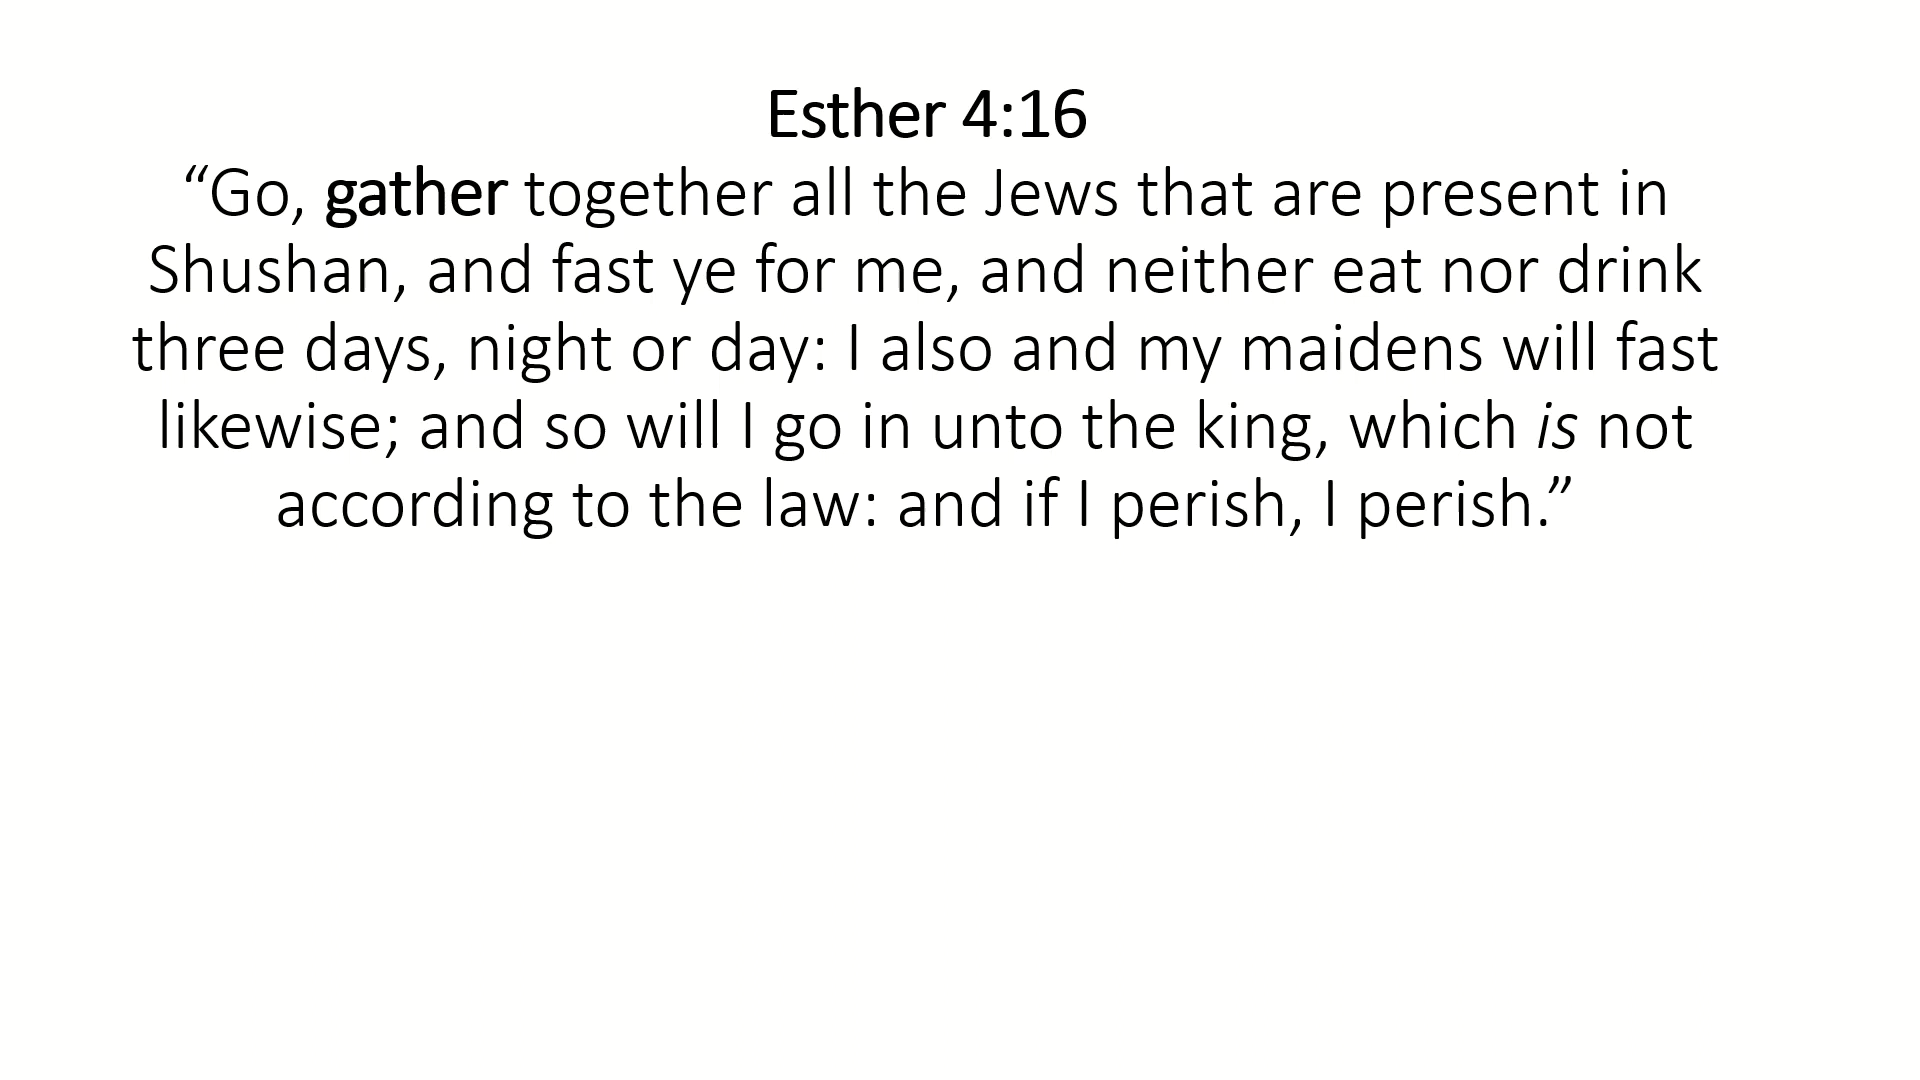 Esther 4:16
“Go, gather together all the Jews that are present in
Shushan, and fast ye for me, and neither eat nor drink
three days, night or day: I also and my maidens will fast
likewise; and so will I go in unto the king, which is not
according to the law: and if I perish, I perish.”